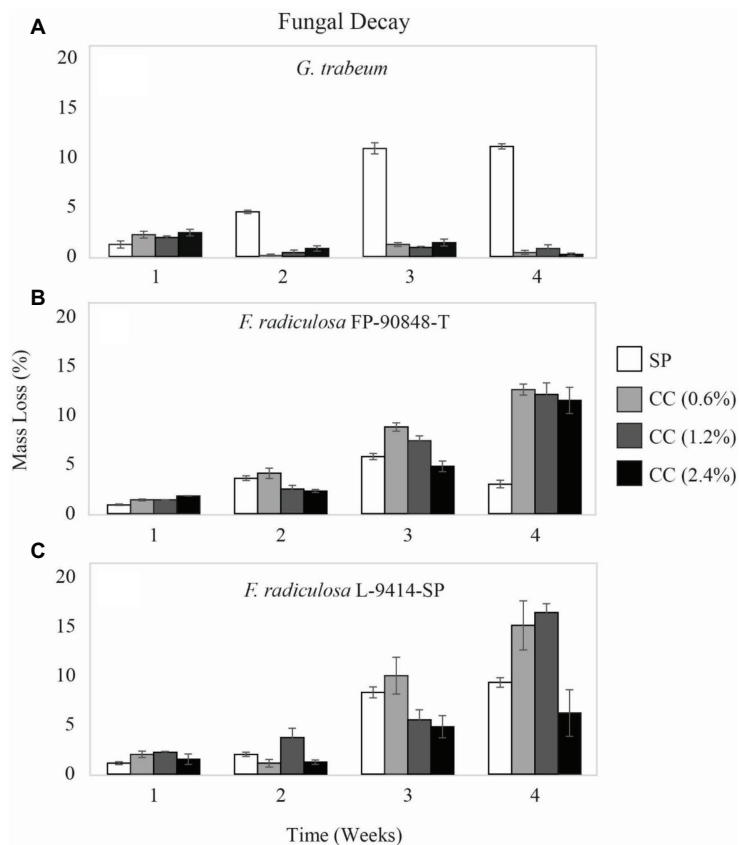 Fungal Decay
A
G. trabeum
20
15
10
5
0
1 2 3 4
B
F. radiculosa FP-90848-T
20
15
10
5
0
1 2 3 4
C
F. radiculosa L-9414-SP
20
15
10
5
0
1 2 3 4
Mass Loss (%)
Time (Weeks)
SP
CC (0.6%)
CC (1.2%)
CC (2.4%)